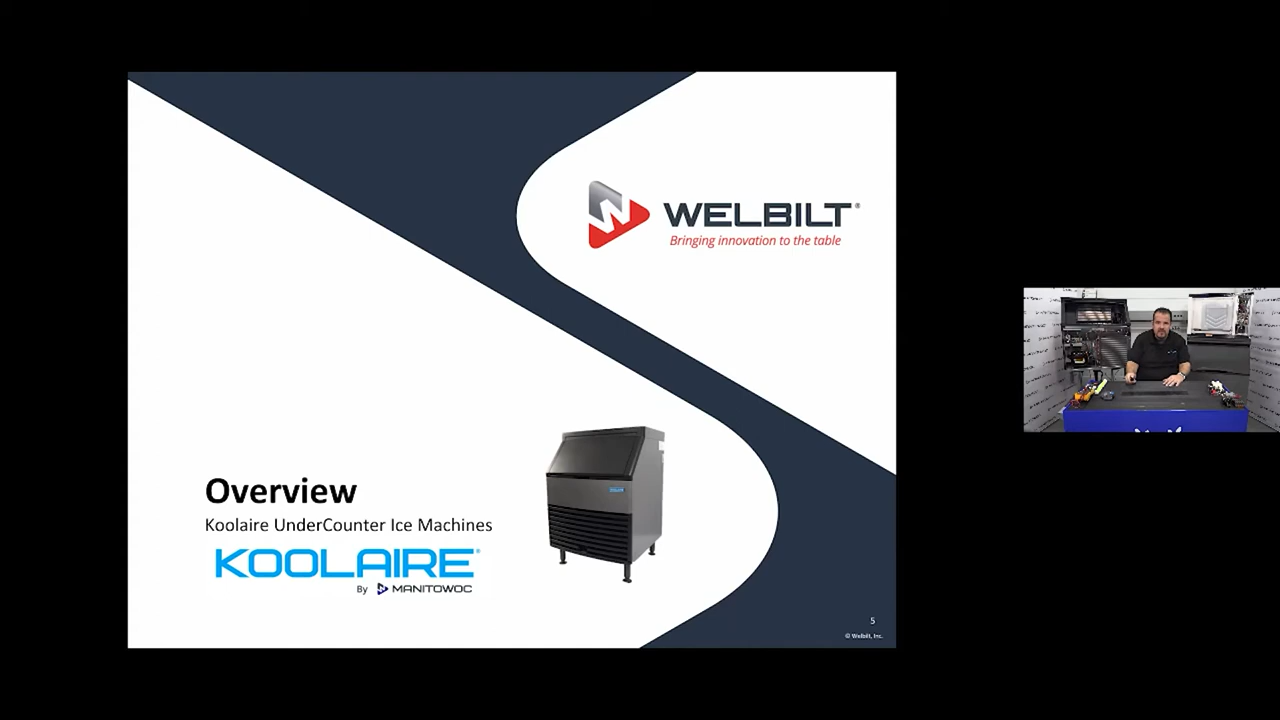 WELBILT®
Bringing innovation to the table
Overview
Koolaire UnderCounter Ice Machines
KOOLAIRE®
By MANITOWOC
5
© Welbilt, Inc.